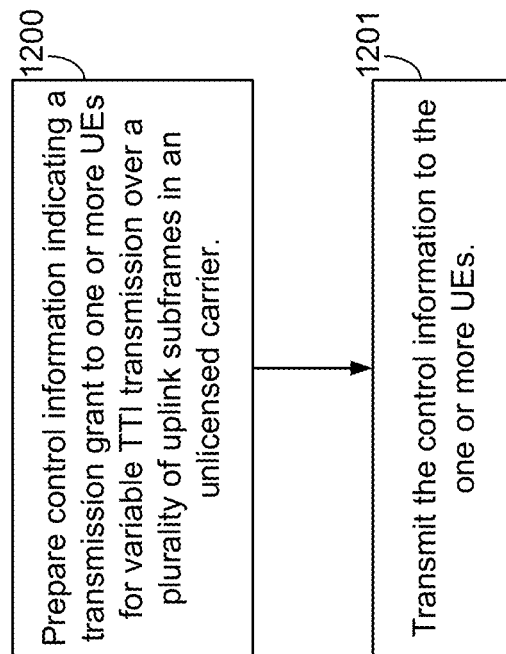 1200
Prepare control information indicating a
transmission grant to one or more UEs
for variable TTI transmission over a
plurality of uplink subframes in an
unlicensed carrier.
1201
Transmit the control information to the
one or more UEs.